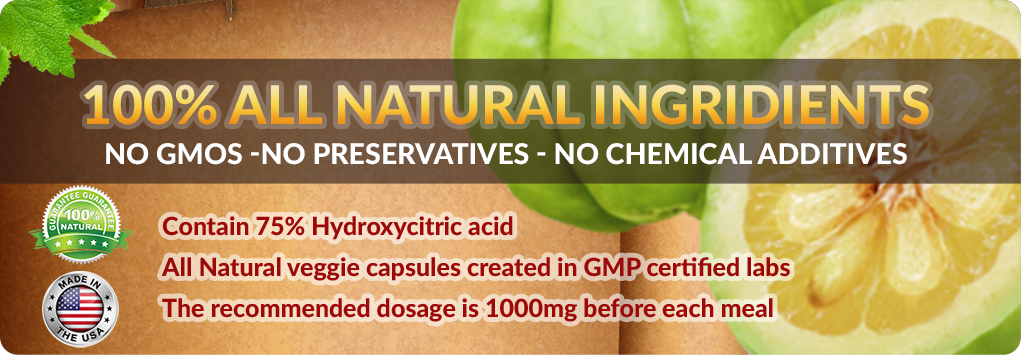 100% ALL NATURAL INGRIDIENTS
NO GMOS -NO PRESERVATIVES - NO CHEMICAL ADDITIVES
GUARANTEE GUARANTEE
100%
NATURAL
Contain 75% Hydroxycitric acid
All Natural veggie capsules created in GMP certified labs
MADE IN
THE USA
The recommended dosage is 1000mg before each meal